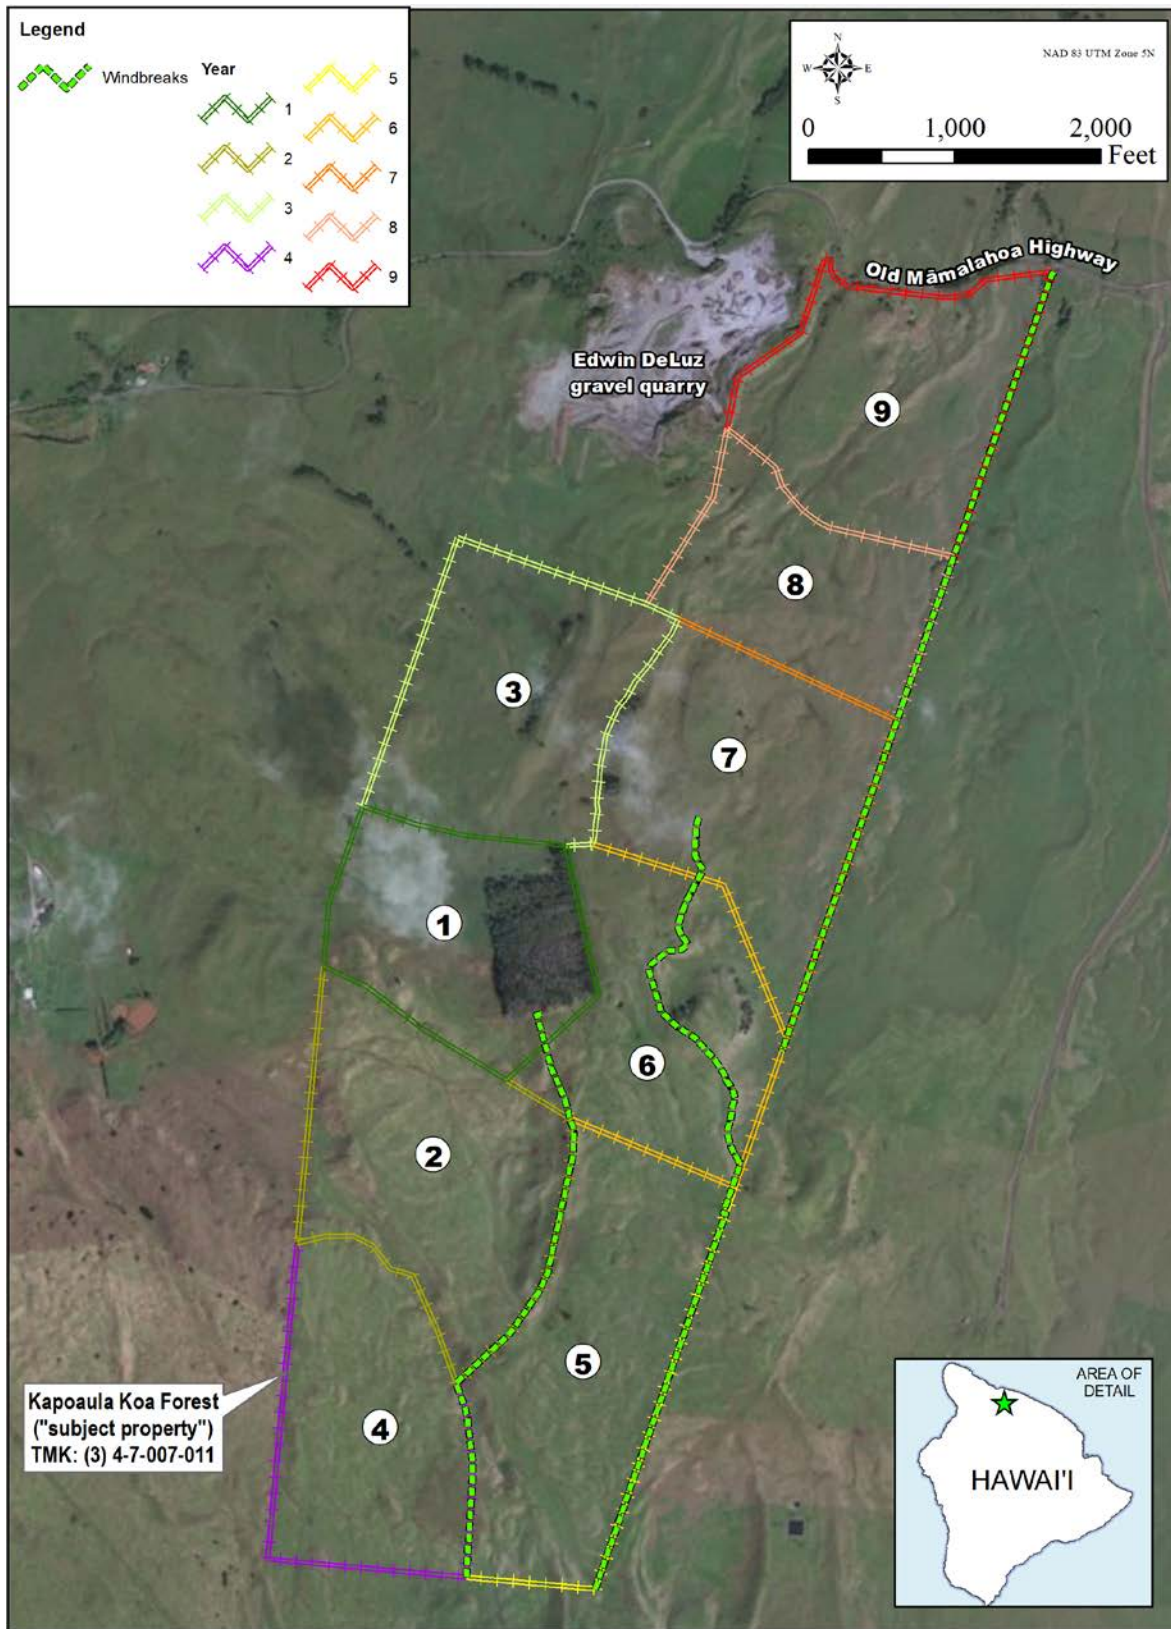 Legend
Windbreaks
Year
1
2
3
4
5
6
7
8
9
N
W E
S
NAD 83 UTM Zone 5N
0 1,000 2,000
Feet
Old Māmalahoa Highway
Edwin DeLuz
gravel quarry
9
8
3
7
1
6
2
5
4
Kapoaula Koa Forest
("subject property")
TMK: (3) 4-7-007-011
AREA OF
DETAIL
HAWAI'I